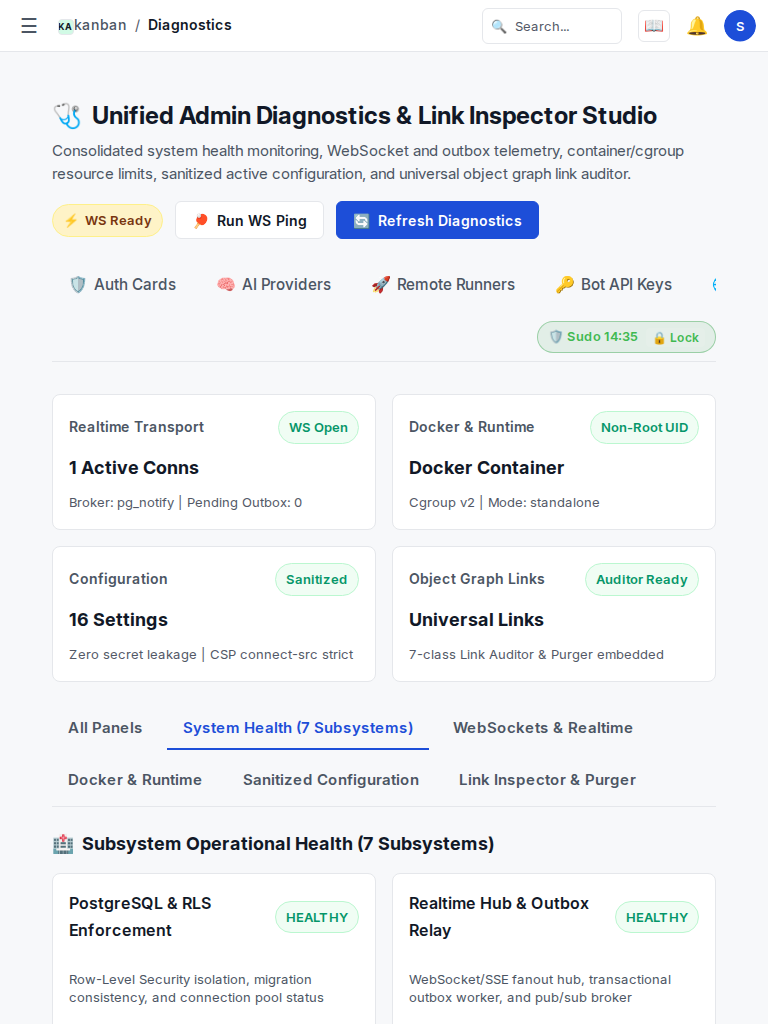 KA kanban / Diagnostics
Search...
S
Unified Admin Diagnostics & Link Inspector Studio
Consolidated system health monitoring, WebSocket and outbox telemetry, container/cgroup
resource limits, sanitized active configuration, and universal object graph link auditor.
WS Ready
Run WS Ping
Refresh Diagnostics
Auth Cards
AI Providers
Remote Runners
Bot API Keys
Sudo 14:35
Lock
Realtime Transport
WS Open
1 Active Conns
Broker: pg_notify | Pending Outbox: 0
Docker & Runtime
Non-Root UID
Docker Container
Cgroup v2 | Mode: standalone
Configuration
Sanitized
16 Settings
Zero secret leakage | CSP connect-src strict
Object Graph Links
Auditor Ready
Universal Links
7-class Link Auditor & Purger embedded
All Panels
System Health (7 Subsystems)
WebSockets & Realtime
Docker & Runtime
Sanitized Configuration
Link Inspector & Purger
Subsystem Operational Health (7 Subsystems)
PostgreSQL & RLS
Enforcement
HEALTHY
Row-Level Security isolation, migration
consistency, and connection pool status
Realtime Hub & Outbox
Relay
HEALTHY
WebSocket/SSE fanout hub, transactional
outbox worker, and pub/sub broker